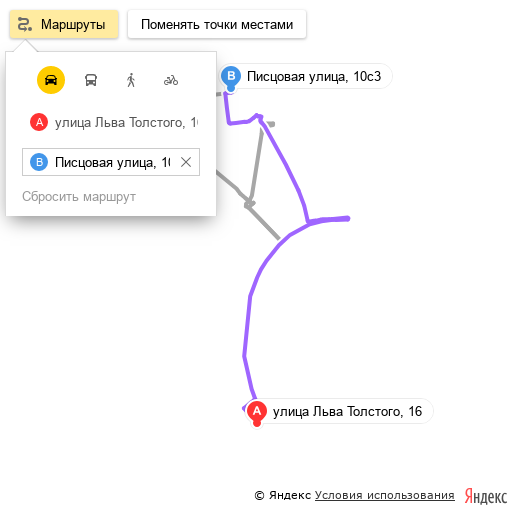 Маршруты
Поменять точки местами
B Писцовая улица, 10с3
A улица Льва Толстого, 1
B Писцовая улица, 10
Сбросить маршрут
A улица Льва Толстого, 16
© Яндекс Условия использования Яндекс